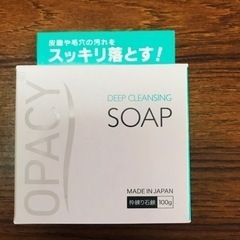 皮脂や毛穴の汚れを
スッキリ落とす！
OPACY
DEEP CLEANSING
SOAP
MADE IN JAPAN
枠練り石鹸 100g